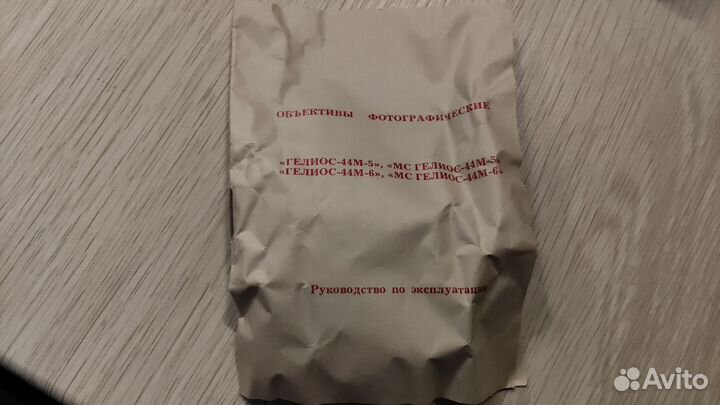 ОБЪЕКТИВЫ ФОТОГРАФИЧЕСКИЕ
«ГЕЛИОС-44М-5», «МС ГЕЛИОС-44М-5»
«ГЕЛИОС-44М-6», «МС ГЕЛИОС-44М-6»
Руководство по эксплуатации
Avito